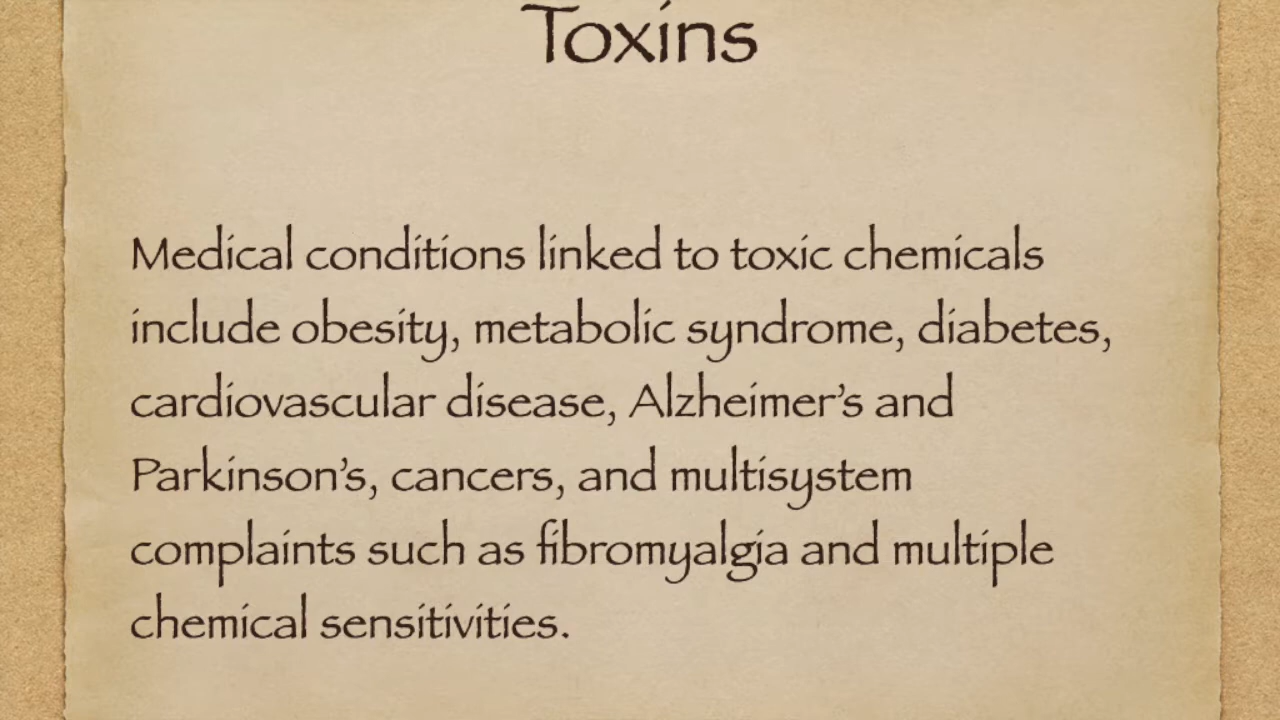 Toxins
Medical conditions linked to toxic chemicals
include obesity, metabolic syndrome, diabetes,
cardiovascular disease, Alzheimer’s and
Parkinson’s, cancers, and multisystem
complaints such as fibromyalgia and multiple
chemical sensitivities.